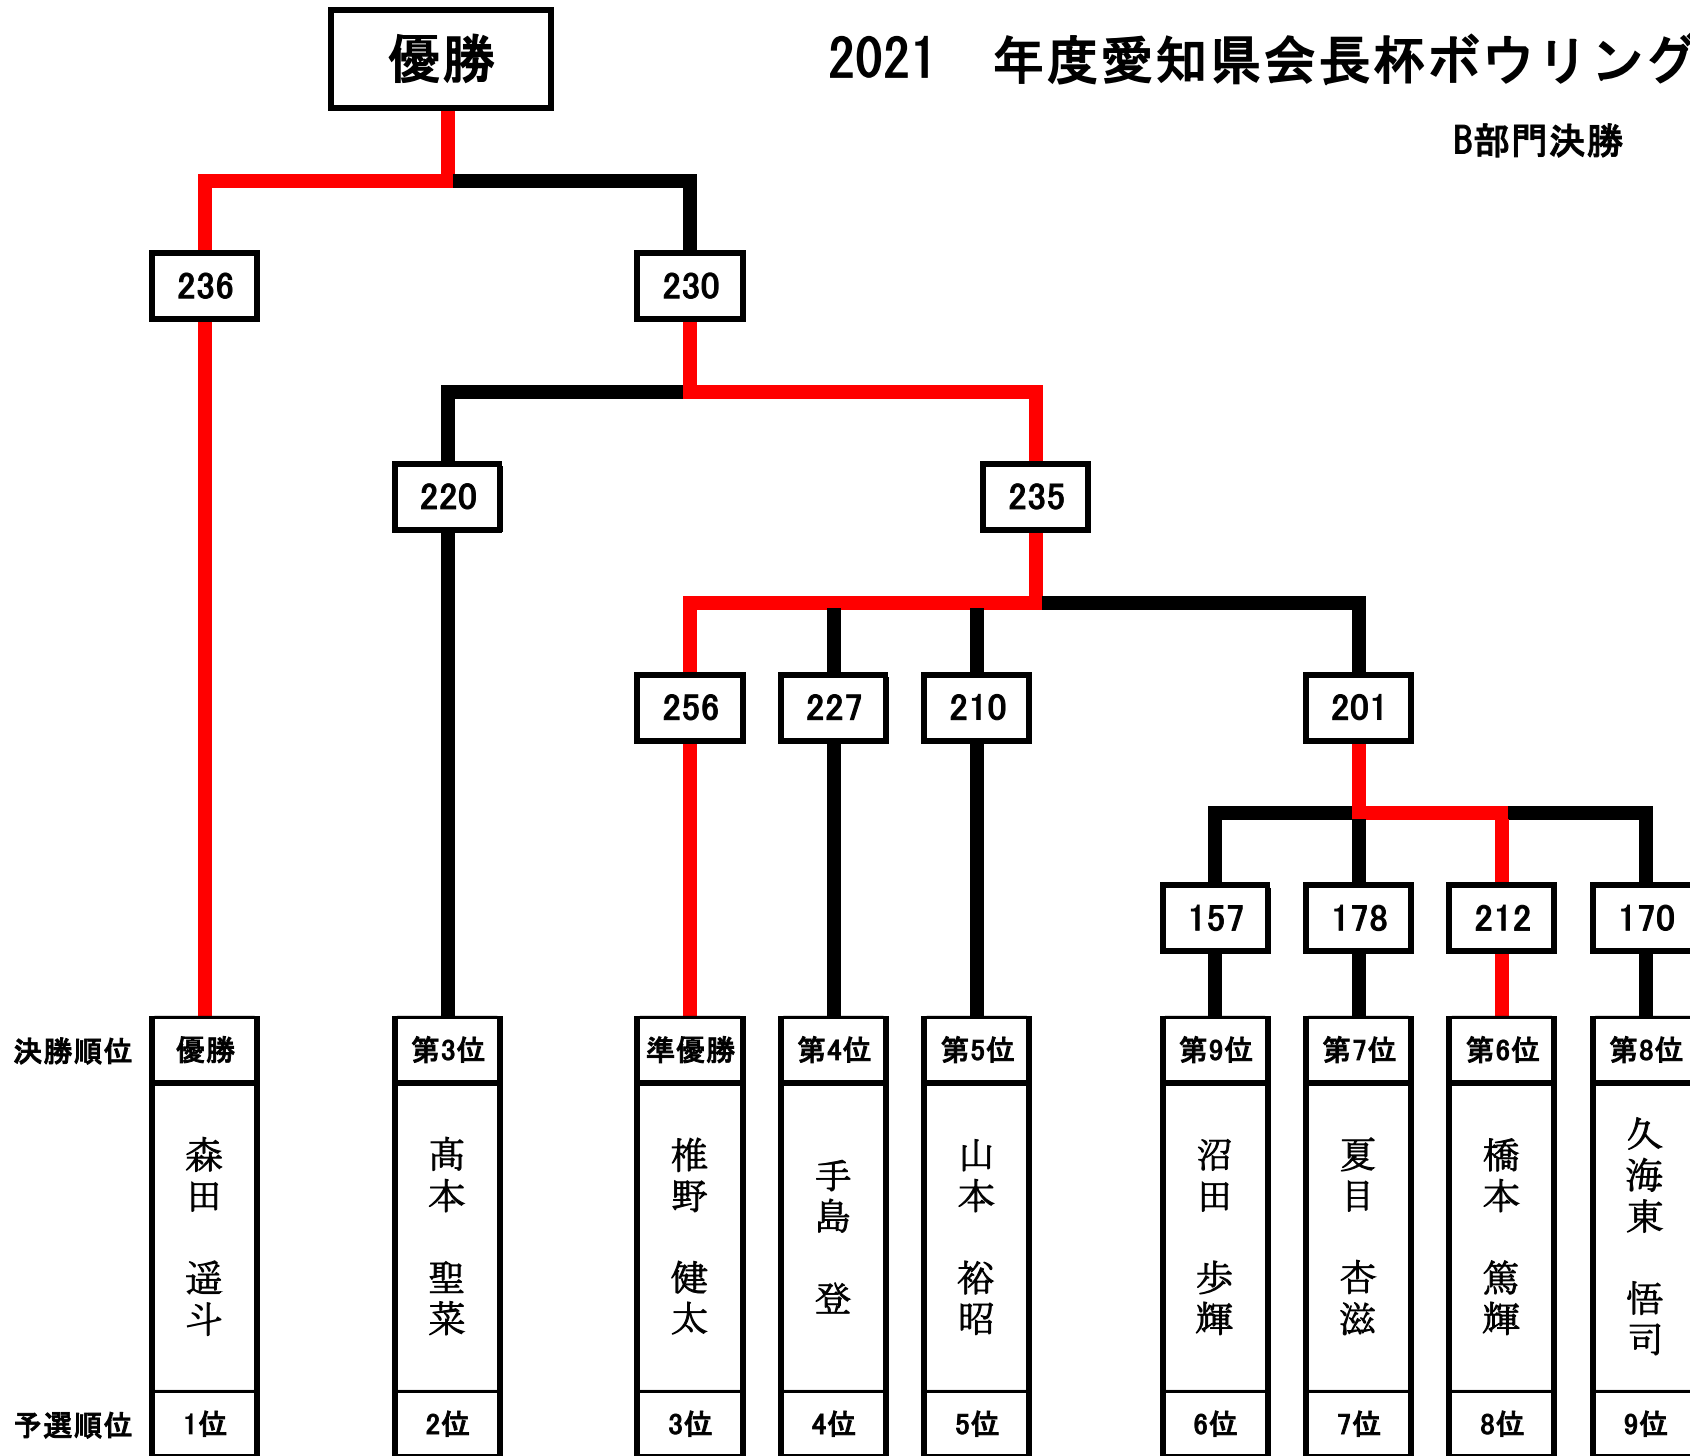 優勝
2021　年度愛知県会長杯ボウリング
B部門決勝
236
230
220
235
256
227
210
201
157
178
212
170
決勝順位
優勝
第3位
準優勝
第4位
第5位
第9位
第7位
第6位
第8位
森田　遥斗
髙本　聖菜
椎野　健太
手島　登
山本　裕昭
沼田　歩輝
夏目　杏滋
橋本　篤輝
久海東　悟司
予選順位
1位
2位
3位
4位
5位
6位
7位
8位
9位